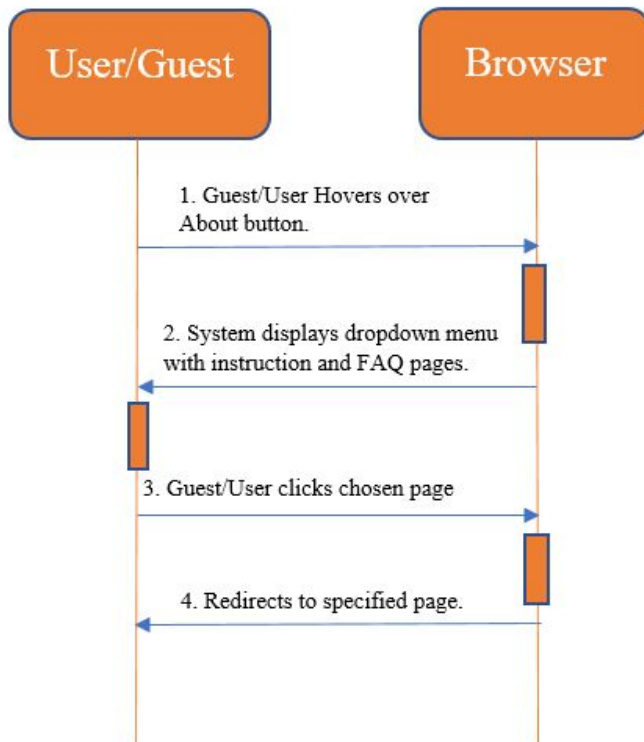 User/Guest
Browser
1. Guest/User Hovers over
About button.
2. System displays dropdown menu
with instruction and FAQ pages.
3. Guest/User clicks chosen page
4. Redirects to specified page.